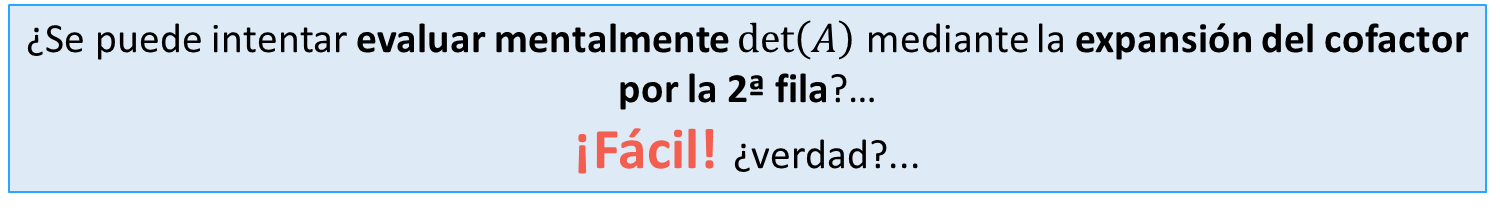 ¿Se puede intentar evaluar mentalmente det(A) mediante la expansión del cofactor
por la 2ª fila?...
¡Fácil! ¿verdad?...